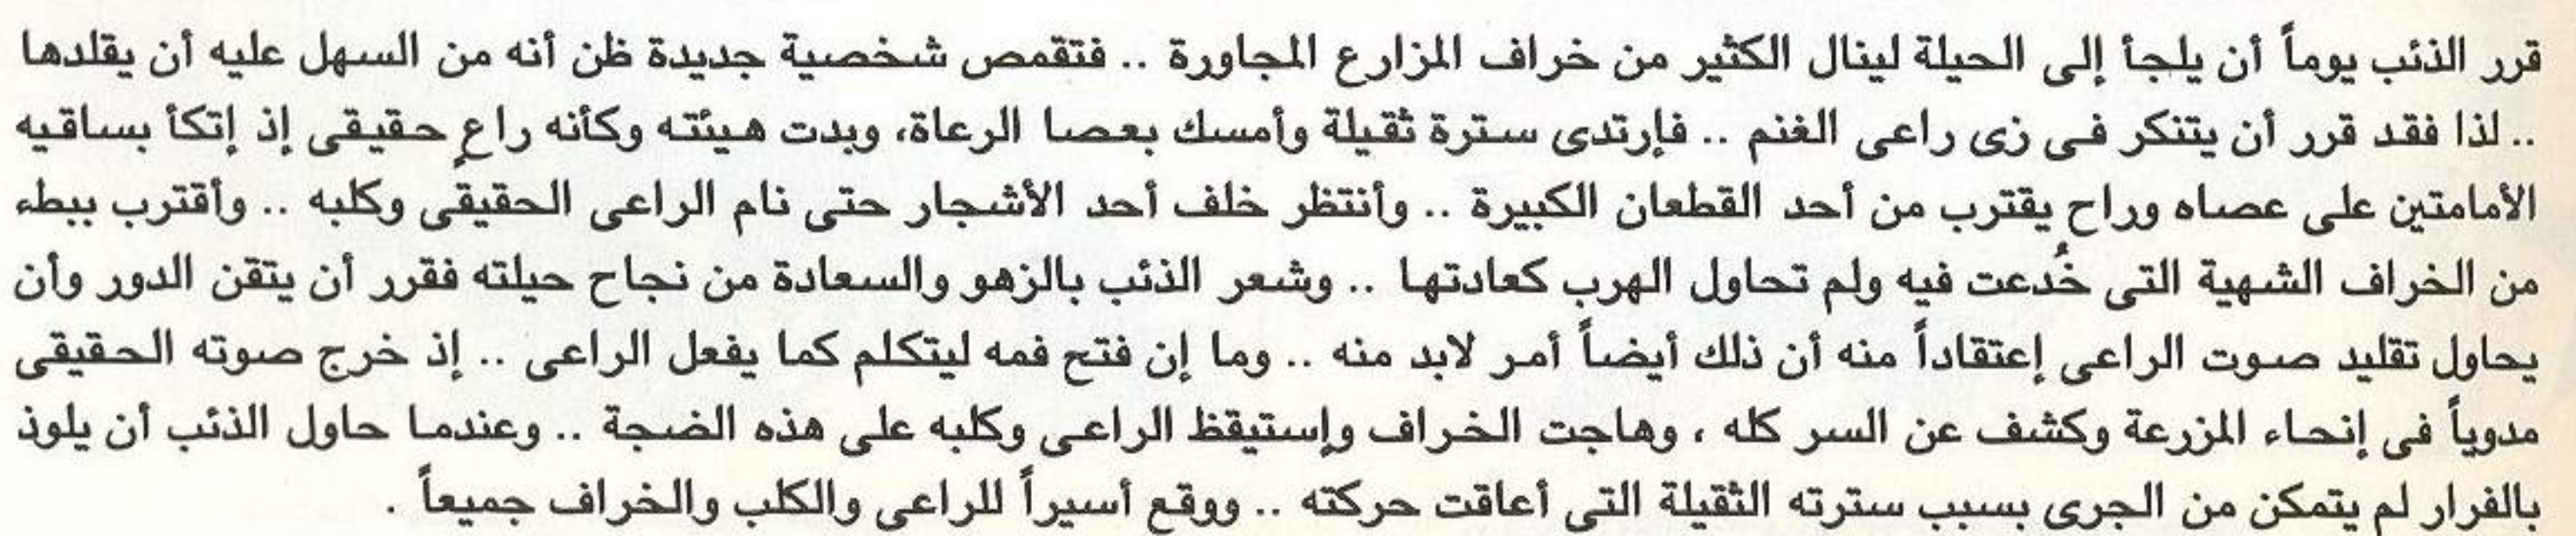 قرر الذئب يوماً أن يلجأ إلى الحيلة لينال الكثير من خراف المزارع المجاورة .. فتقمص شخصية جديدة ظن أنه من السهل عليه أن يقلدها
.. لذا فقد قرر أن يتنكر فى زى راعى الغنم .. فإرتدى سترة ثقيلة وأمسك بعصا الرعاة، وبدت هيئته وكأنه راعٍ حقيقى إذ إتكأ بساقيه
الأمامتين على عصاه وراح يقترب من أحد القطعان الكبيرة .. وأنتظر خلف أحد الأشجار حتى نام الراعى الحقيقى وكلبه .. وأقترب ببطء
من الخراف الشهية التى خُدعت فيه ولم تحاول الهرب كعادتها .. وشعر الذئب بالزهو والسعادة من نجاح حيلته فقرر أن يتقن الدور وأن
يحاول تقليد صوت الراعى إعتقاداً منه أن ذلك أيضاً أمر لابد منه .. وما إن فتح فمه ليتكلم كما يفعل الراعى .. إذ خرج صوته الحقيقى
مدوياً فى إنحاء المزرعة وكشف عن السر كله ، وهاجت الخراف وإستيقظ الراعى وكلبه على هذه الضجة .. وعندما حاول الذئب أن يلوذ
بالفرار لم يتمكن من الجرى بسبب سترته الثقيلة التى أعاقت حركته .. ووقع أسيراً للراعى والكلب والخراف جميعاً .